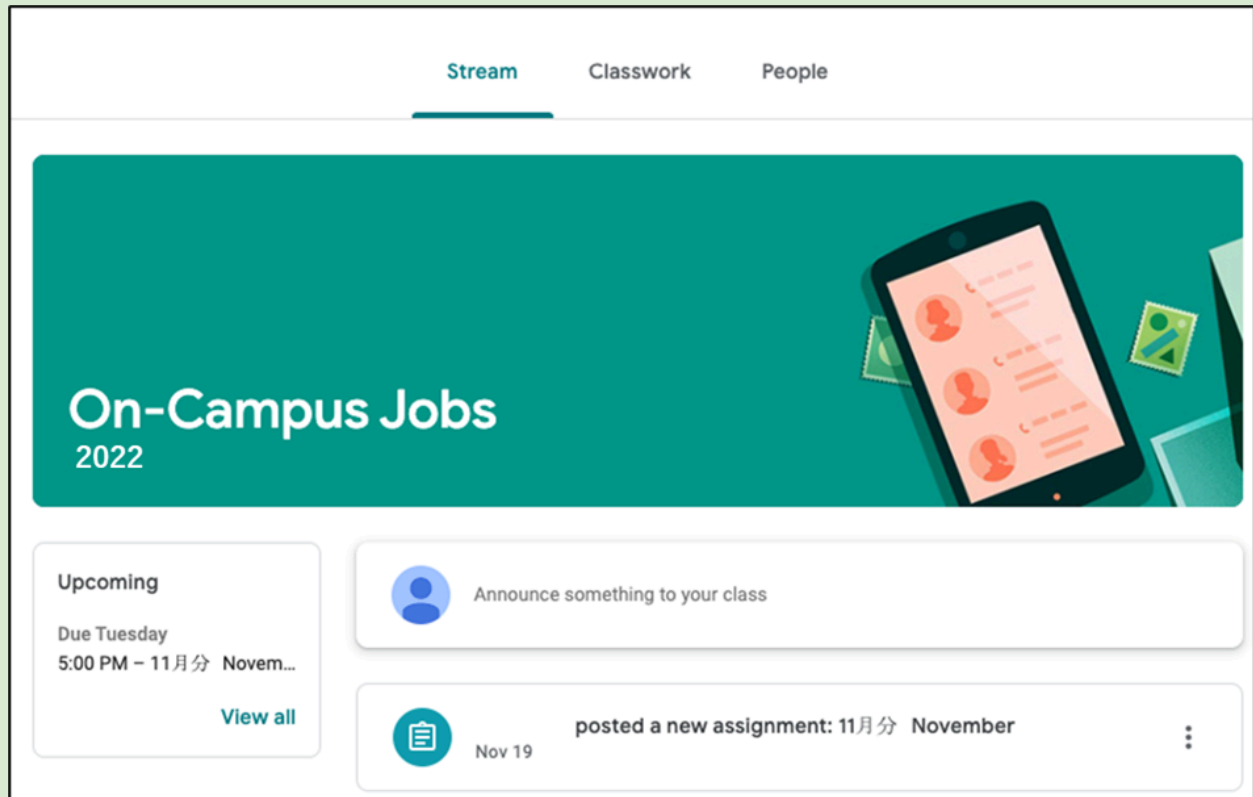 Stream Classwork People
On-Campus Jobs
2022
Upcoming
Due Tuesday
5:00 PM – 11月分 Novem...
View all
Announce something to your class
posted a new assignment: 11月分 November
Nov 19